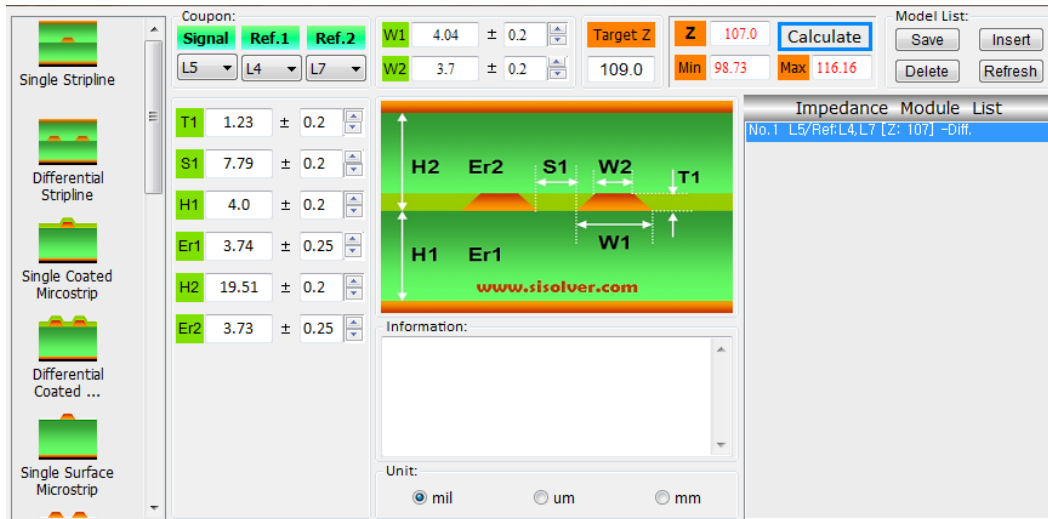 Coupon:
Signal Ref.1 Ref.2
L5 L4 L7
W1 4.04 ± 0.2
W2 3.7 ± 0.2
Target Z
109.0
Z 107.0 Calculate
Min 98.73 Max 116.16
Model List:
Save Insert
Delete Refresh
Single Stripline
Differential
Stripline
Single Coated
Mircostrip
Differential
Coated ...
Single Surface
Microstrip
T1 1.23 ± 0.2
S1 7.79 ± 0.2
H1 4.0 ± 0.2
Er1 3.74 ± 0.25
H2 19.51 ± 0.2
Er2 3.73 ± 0.25
H2 Er2 S1 W2 T1
H1 Er1 W1
www.sisolver.com
Information:
Unit:
mil um mm
Impedance Module List
No.1 L5/Ref:L4,L7 [Z: 107] -Diff.